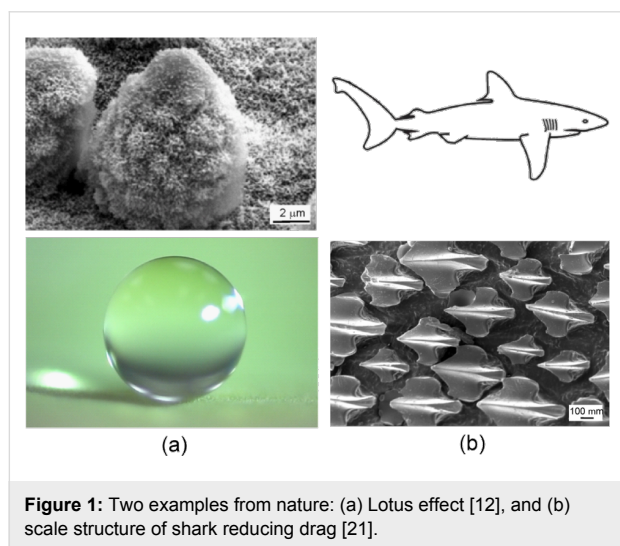 2 μm
100 mm
(a)
(b)
Figure 1: Two examples from nature: (a) Lotus effect [12], and (b)
scale structure of shark reducing drag [21].